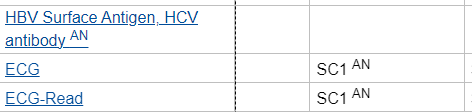 HBV Surface Antigen, HCV
antibody AN
ECG SC1 AN
ECG-Read SC1 AN